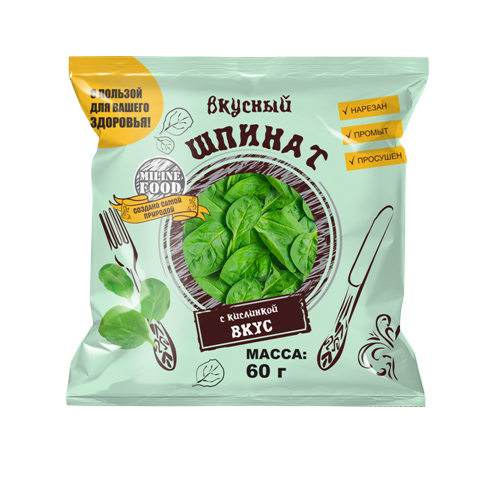 С ПОЛЬЗОЙ
ДЛЯ ВАШЕГО
ЗДОРОВЬЯ!
ВКУСНЫЙ
ШПИНАТ
√ НАРЕЗАН
√ ПРОМЫТ
√ ПРОСУШЕН
MILINE
FOOD
СОЗДАНО САМОЙ
ПРИРОДОЙ
С КИСЛИНКОЙ
ВКУС
МАССА:
60 г